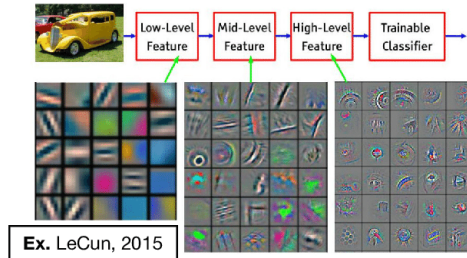 Low-Level
Feature
Mid-Level
Feature
High-Level
Feature
Trainable
Classifier
Ex. LeCun, 2015